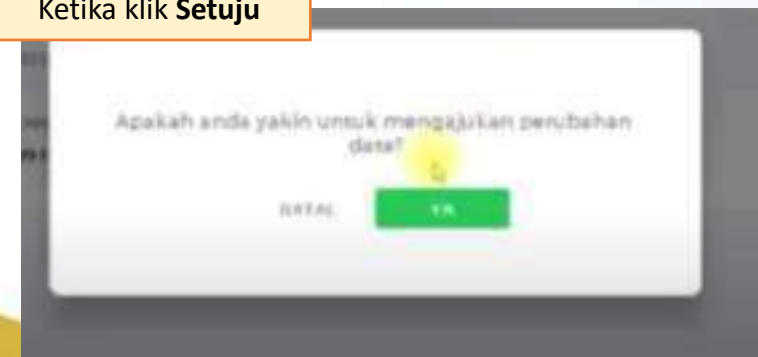 Ketika klik Setuju
Apakah anda yakin untuk mengajukan perubahan
data?
BATAL YA